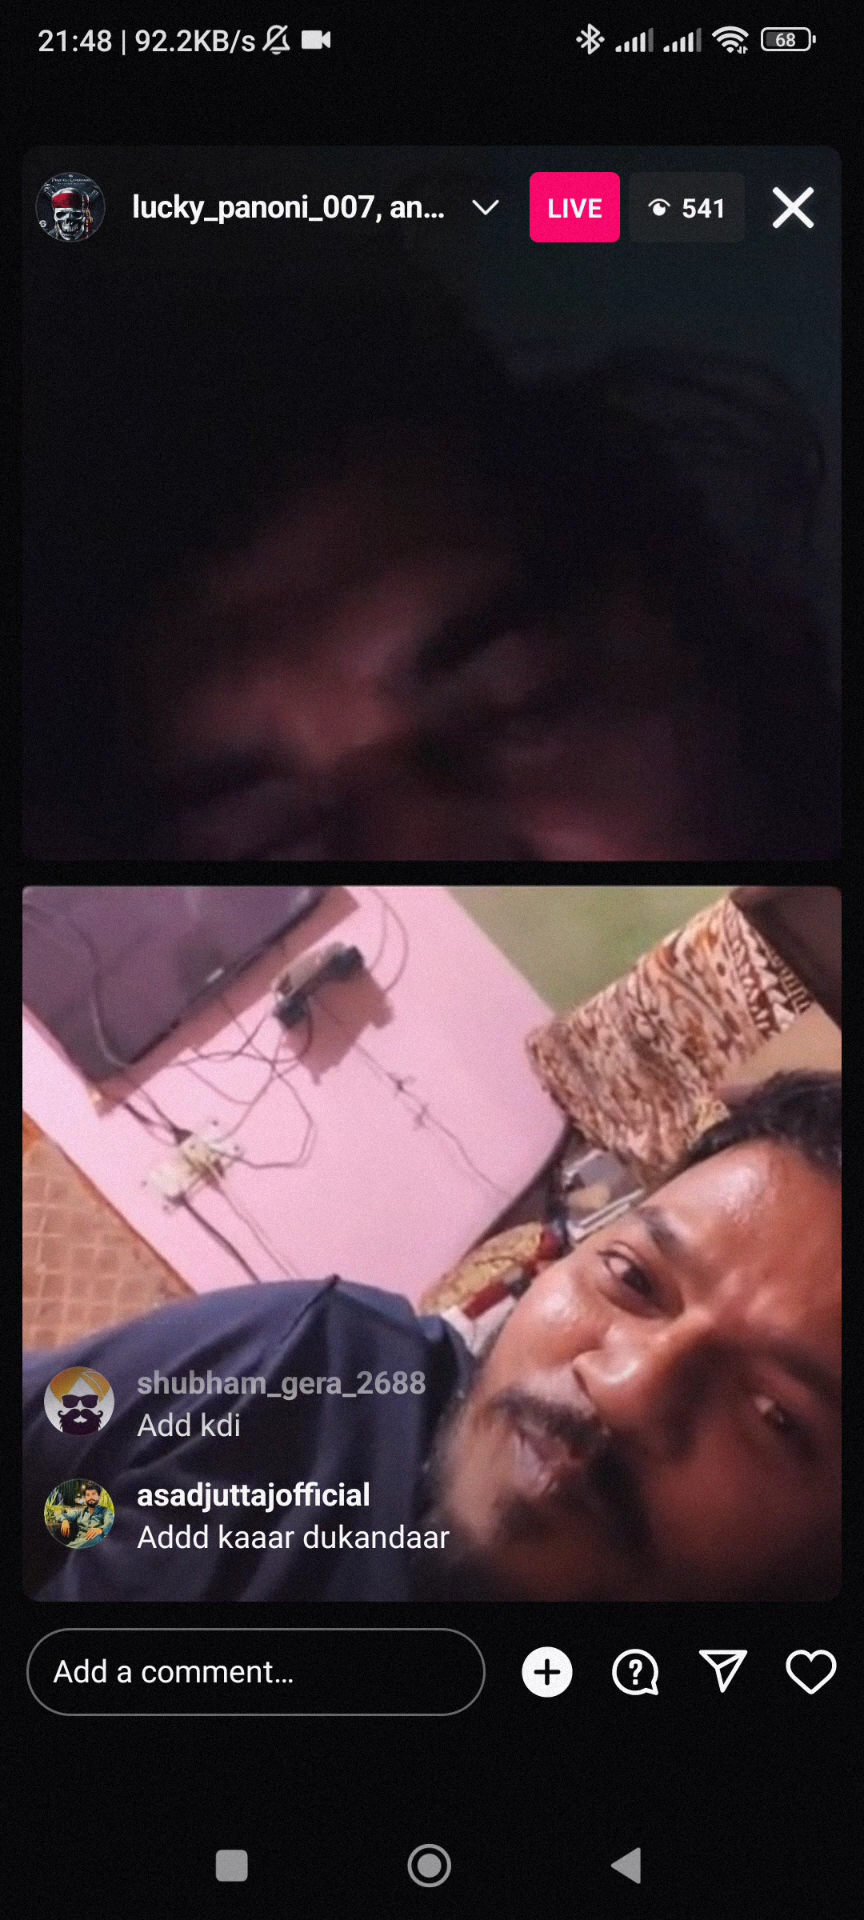 21:48 | 92.2KB/s
68
lucky_panoni_007, an...
LIVE
541
shubham_gera_2688
Add kdi
asadjuttajofficial
Addd kaaar dukandaar
Add a comment...